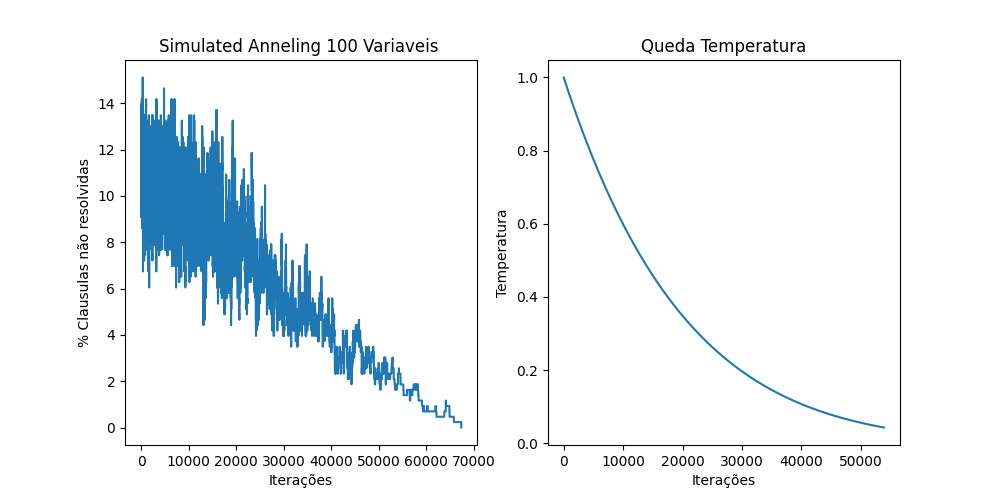 Simulated Anneling 100 Variaveis
% Clausulas não resolvidas
14
12
10
8
6
4
2
0
0 10000 20000 30000 40000 50000 60000 70000
Iterações
Queda Temperatura
Temperatura
1.0
0.8
0.6
0.4
0.2
0.0
0 10000 20000 30000 40000 50000
Iterações